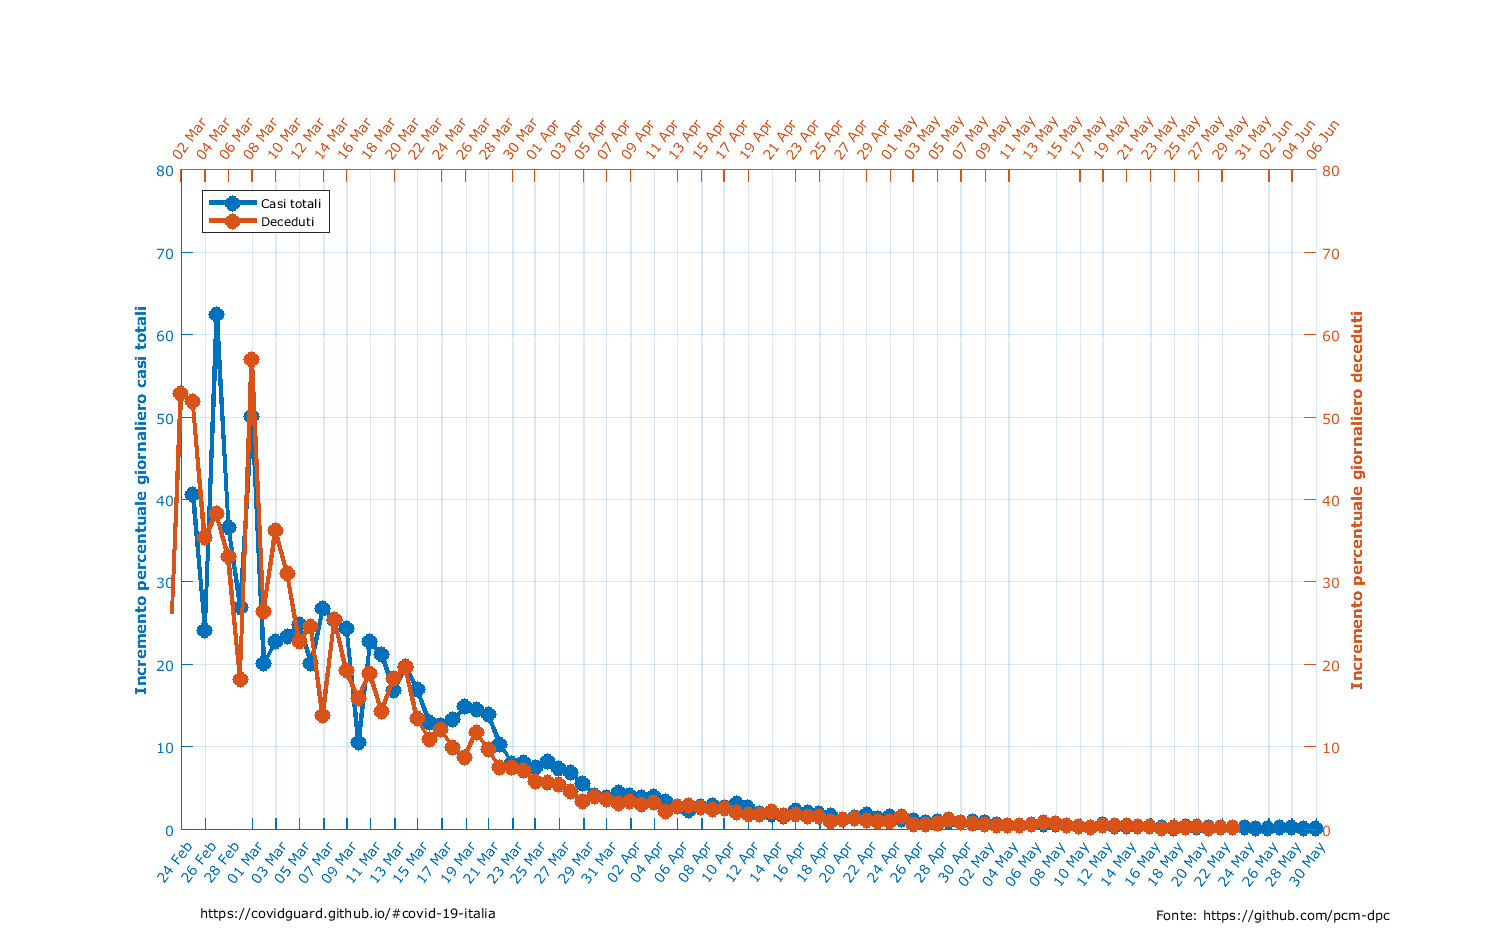 02 Mar 04 Mar 06 Mar 08 Mar 10 Mar 12 Mar 14 Mar 16 Mar 18 Mar 20 Mar 22 Mar 24 Mar 26 Mar 28 Mar 30 Mar 01 Apr 03 Apr 05 Apr 07 Apr 09 Apr 11 Apr 13 Apr 15 Apr 17 Apr 19 Apr 21 Apr 23 Apr 25 Apr 27 Apr 29 Apr 01 May 03 May 05 May 07 May 09 May 11 May 13 May 15 May 17 May 19 May 21 May 23 May 25 May 27 May 29 May 31 May 02 Jun 04 Jun 06 Jun
80 80
Casi totali
Deceduti
70 70
60 60
50 50
40 40
30 30
20 20
10 10
0 0
Incremento percentuale giornaliero casi totali
Incremento percentuale giornaliero deceduti
24 Feb 26 Feb 28 Feb 01 Mar 03 Mar 05 Mar 07 Mar 09 Mar 11 Mar 13 Mar 15 Mar 17 Mar 19 Mar 21 Mar 23 Mar 25 Mar 27 Mar 29 Mar 31 Mar 02 Apr 04 Apr 06 Apr 08 Apr 10 Apr 12 Apr 14 Apr 16 Apr 18 Apr 20 Apr 22 Apr 24 Apr 26 Apr 28 Apr 30 Apr 02 May 04 May 06 May 08 May 10 May 12 May 14 May 16 May 18 May 20 May 22 May 24 May 26 May 28 May 30 May
https://covidguard.github.io/#covid-19-italia
Fonte: https://github.com/pcm-dpc